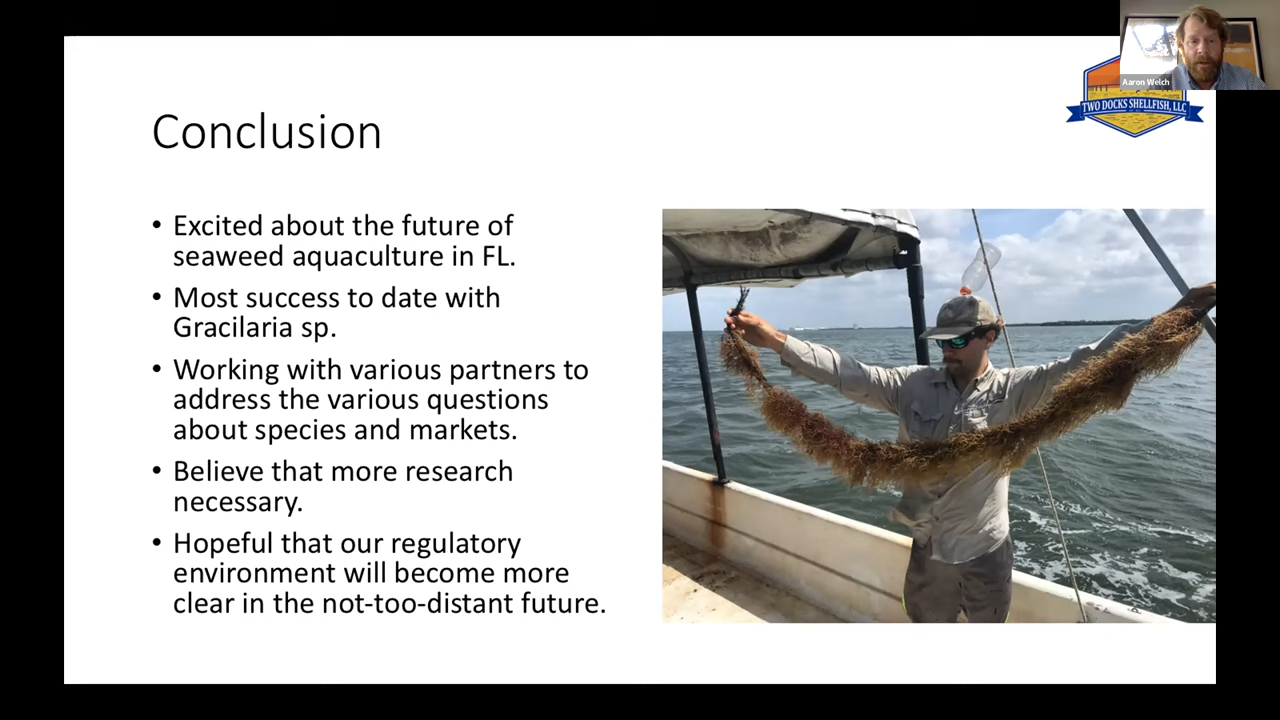 Aaron Welch
TWO DOCKS SHELLFISH, LLC
Conclusion
• Excited about the future of
seaweed aquaculture in FL.
• Most success to date with
Gracilaria sp.
• Working with various partners to
address the various questions
about species and markets.
• Believe that more research
necessary.
• Hopeful that our regulatory
environment will become more
clear in the not-too-distant future.